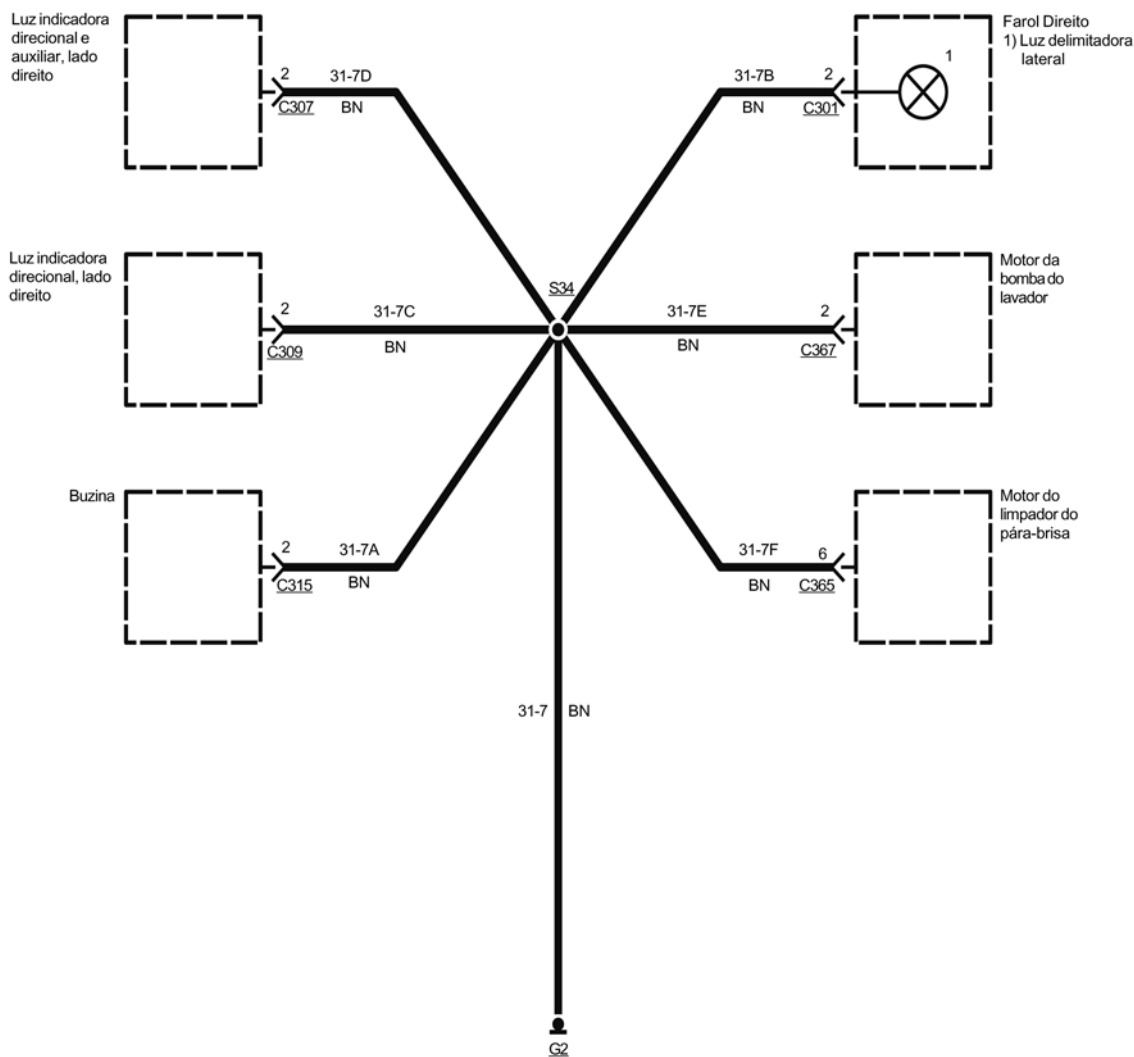 Luz indicadora
direcional e
auxiliar, lado
direito
2
31-7D
C307
BN
31-7B
2
BN
C301
1
Farol Direito
1) Luz delimitadora
lateral
Luz indicadora
direcional, lado
direito
2
31-7C
C309
BN
S34
31-7E
2
BN
C367
Motor da
bomba do
lavador
Buzina
2
31-7A
C315
BN
31-7F
6
BN
C365
Motor do
limpador do
pára-brisa
31-7
BN
G2